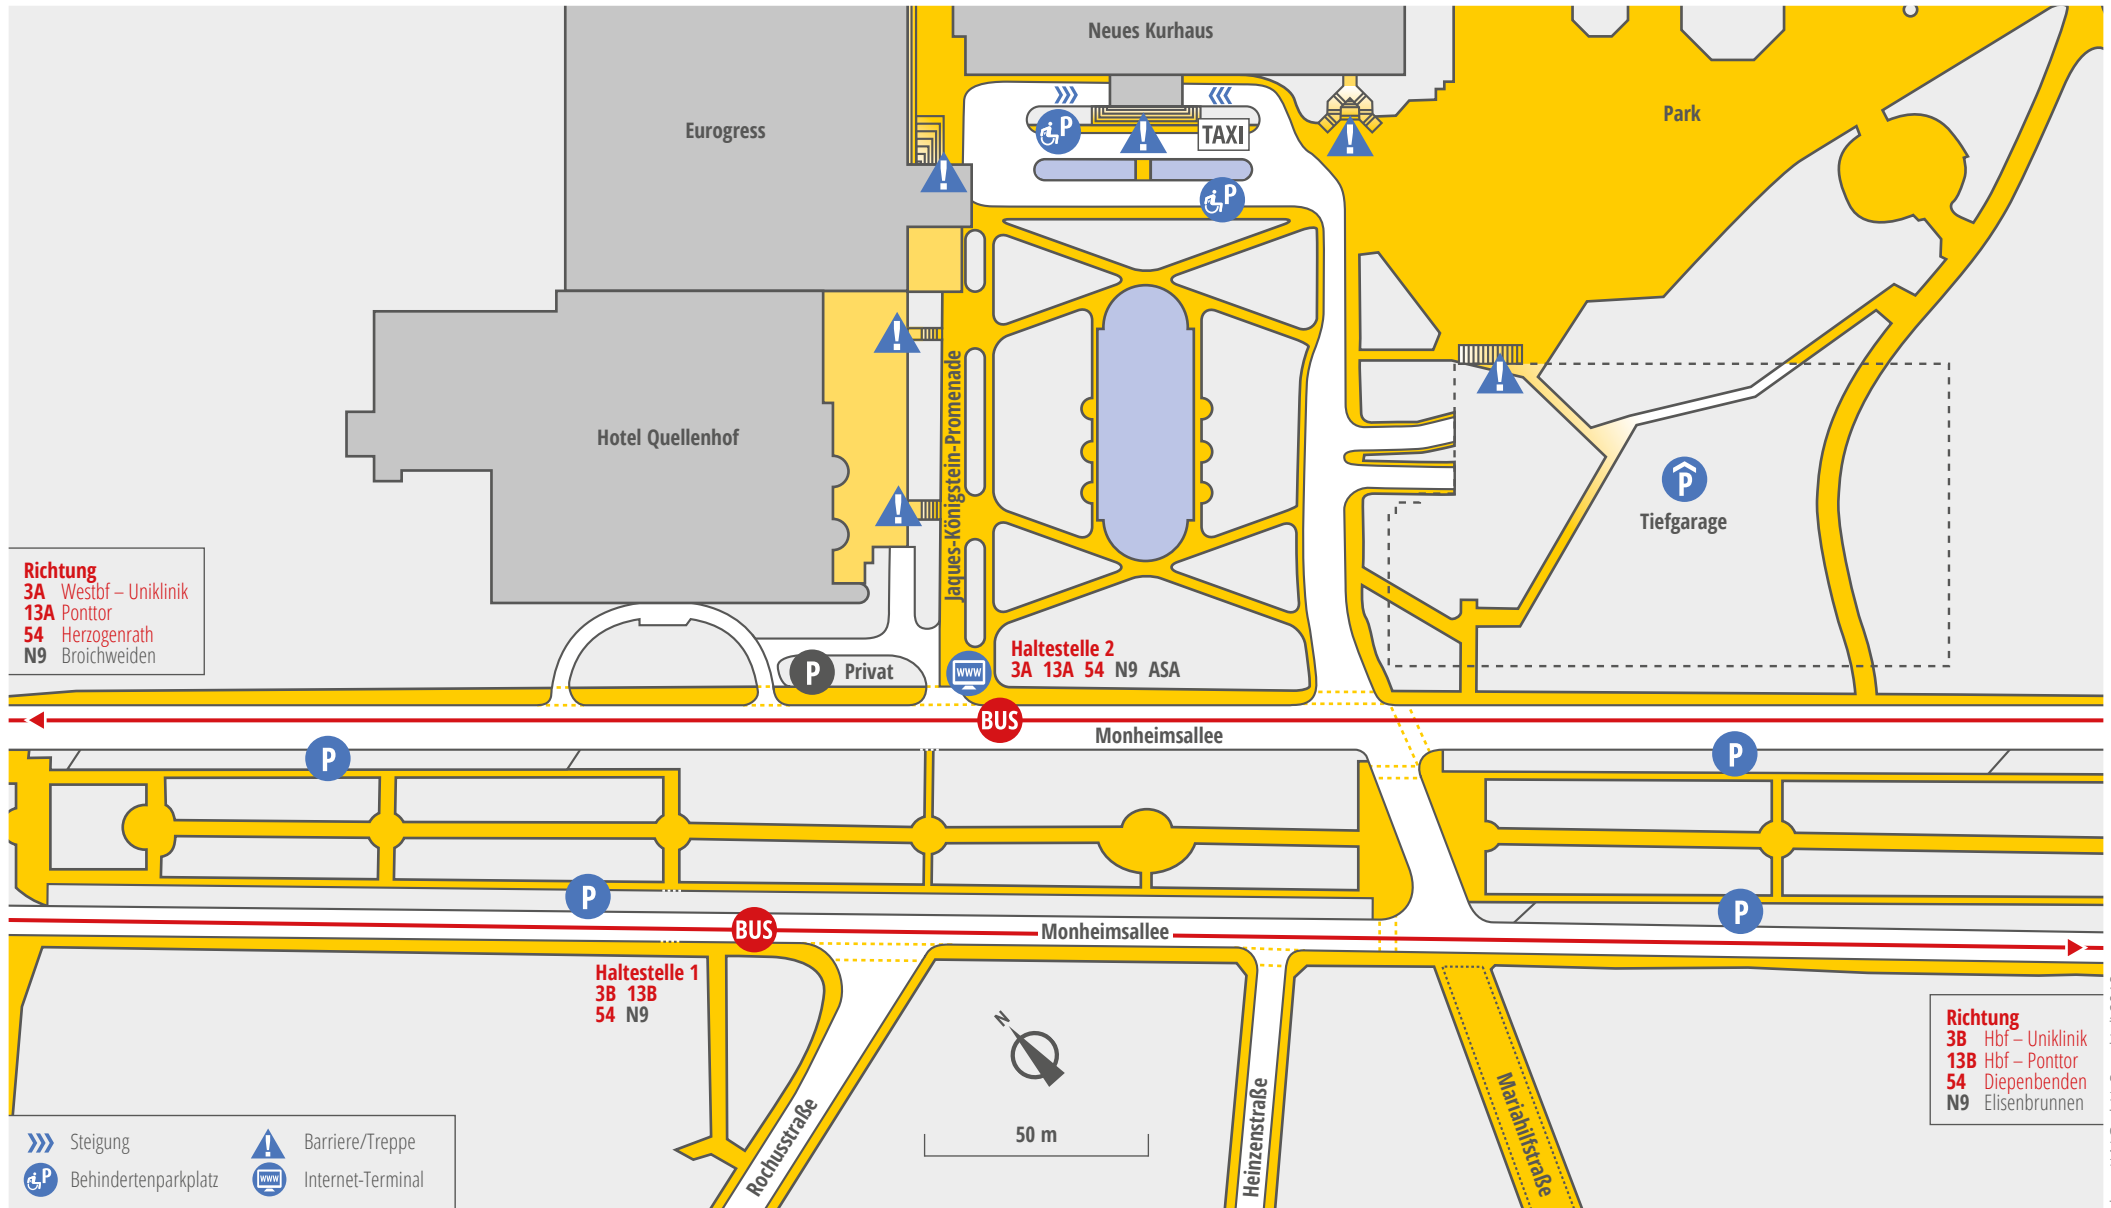 Neues Kurhaus
Eurogress
Park
P
TAXI
P
Jaques-Königstein-Promenade
Hotel Quellenhof
P
Tiefgarage
Richtung
3A Westbf – Uniklinik
13A Ponttor
54 Herzogenrath
N9 Broichweiden
Haltestelle 2
3A 13A 54 N9 ASA
P Privat
www
BUS
Monheimsallee
P
P
P
P
BUS
Monheimsallee
Haltestelle 1
3B 13B
54 N9
N
50 m
Rochusstraße
Heinzenstraße
Mariahilfstraße
Richtung
3B Hbf – Uniklinik
13B Hbf – Ponttor
54 Diepenbenden
N9 Elisenbrunnen
Steigung
Barriere/Treppe
P Behindertenparkplatz
www Internet-Terminal